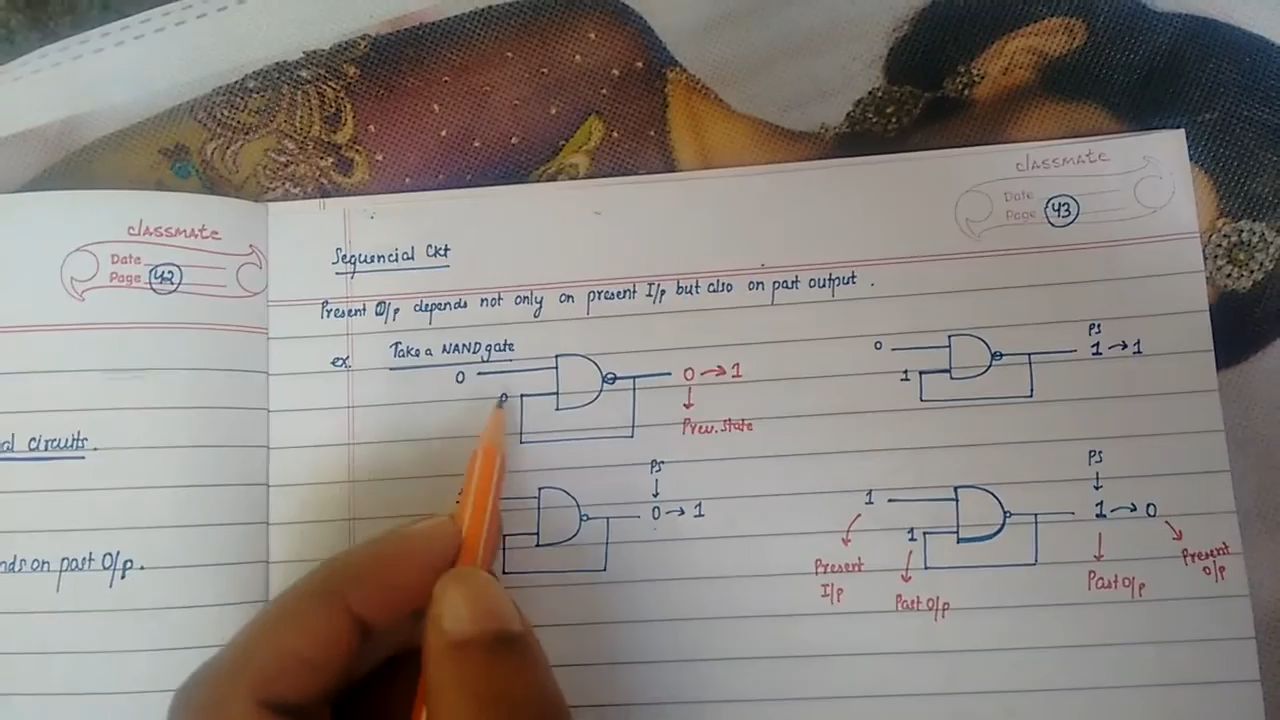 classmate
Date
Page 42
al circuits.
nds on past O/p.
classmate
Date
Page 43
Sequencial Ckt
Present O/p depends not only on present I/p but also on past output.
ex. Take a NAND gate
0
0
0 → 1
Prev. State
0
1
PS
1 → 1
PS
0 → 1
1
1
PS
1 → 0
Present I/p
Past O/p
Past O/p
Present O/p